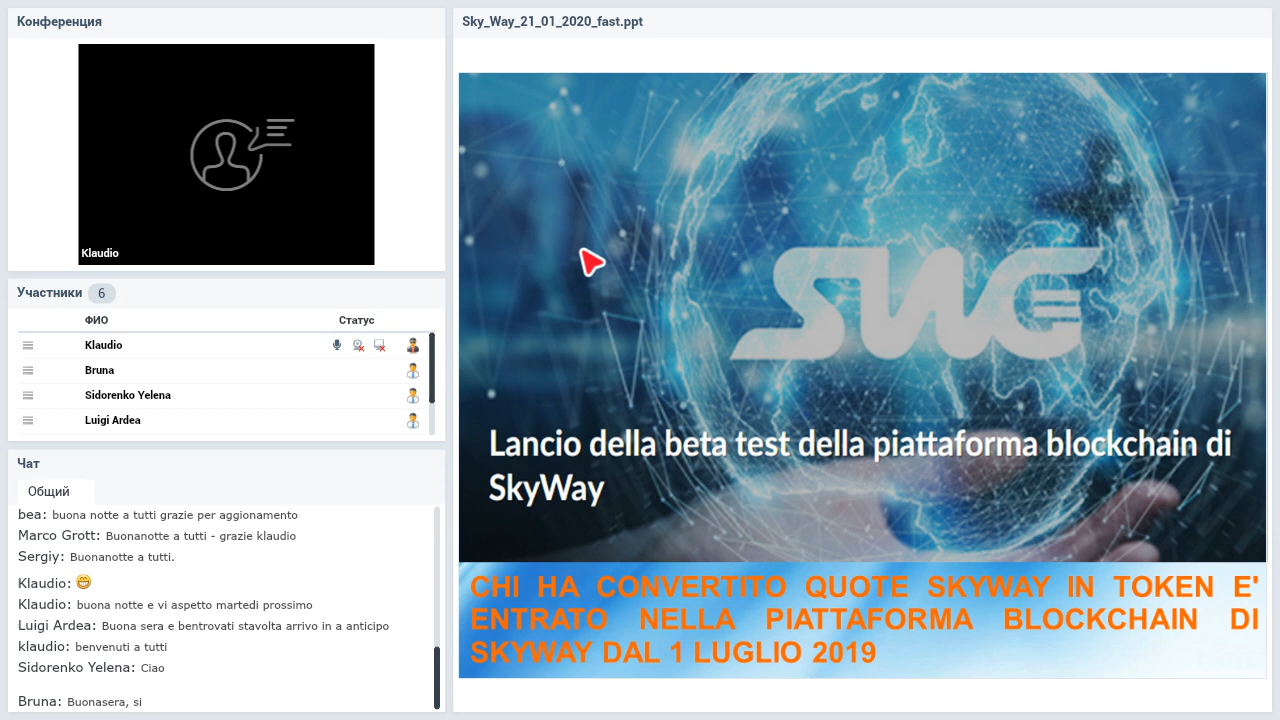 Конференция
Klaudio
Участники 6
ФИО Статус
Klaudio
Bruna
Sidorenko Yelena
Luigi Ardea
Чат
Общий
bea: buona notte a tutti grazie per aggionamento
Marco Grott: Buonanotte a tutti - grazie klaudio
Sergiy: Buonanotte a tutti.
Klaudio: 😁
Klaudio: buona notte e vi aspetto martedi prossimo
Luigi Ardea: Buona sera e bentrovati stavolta arrivo in a anticipo
klaudio: benvenuti a tutti
Sidorenko Yelena: Ciao
Bruna: Buonasera, si
Sky_Way_21_01_2020_fast.ppt
SWC
Lancio della beta test della piattaforma blockchain di
SkyWay
CHI HA CONVERTITO QUOTE SKYWAY IN TOKEN E'
ENTRATO NELLA PIATTAFORMA BLOCKCHAIN DI
SKYWAY DAL 1 LUGLIO 2019